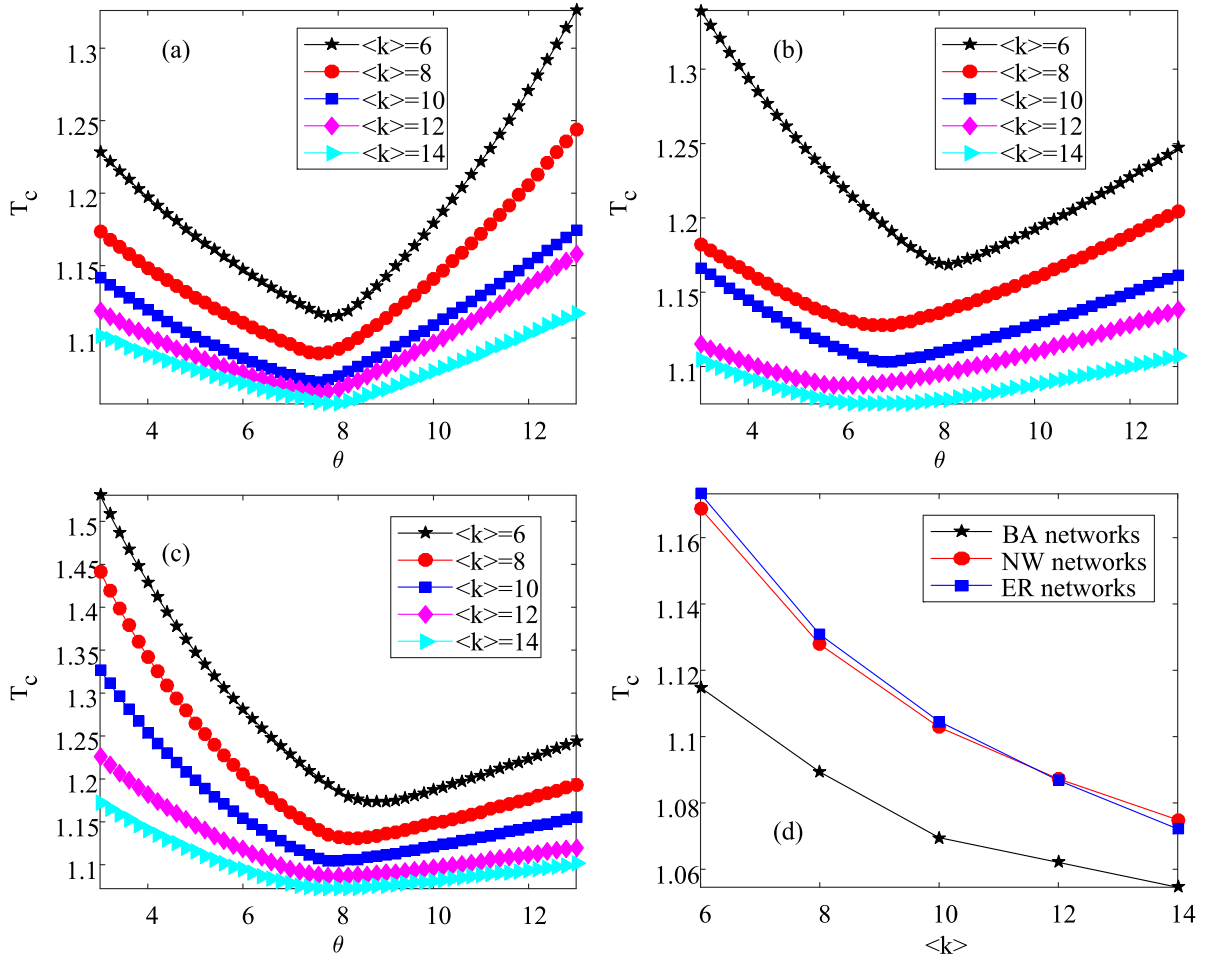 (a)
<k>=6
<k>=8
<k>=10
<k>=12
<k>=14
1.3
1.25
1.2
1.15
1.1
T_c
4 6 8 10 12
θ
(b)
<k>=6
<k>=8
<k>=10
<k>=12
<k>=14
1.3
1.25
1.2
1.15
1.1
T_c
4 6 8 10 12
θ
(c)
<k>=6
<k>=8
<k>=10
<k>=12
<k>=14
1.5
1.45
1.4
1.35
1.3
1.25
1.2
1.15
1.1
T_c
4 6 8 10 12
θ
BA networks
NW networks
ER networks
(d)
1.16
1.14
1.12
1.1
1.08
1.06
T_c
6 8 10 12 14
<k>